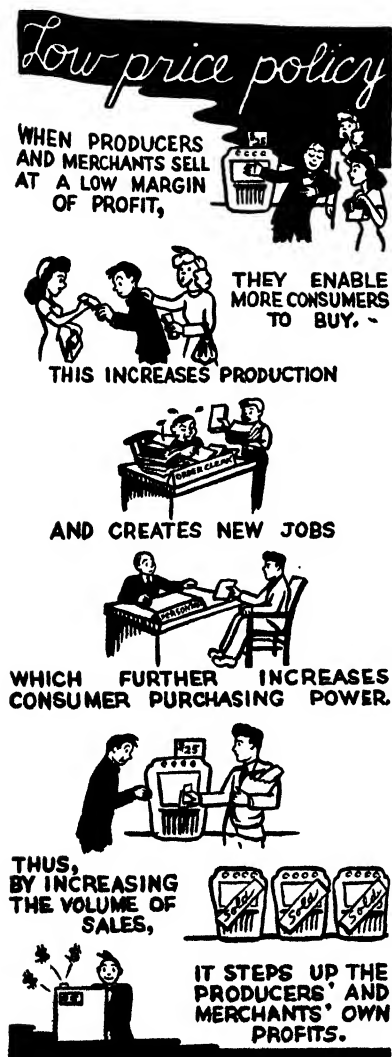 Low price policy
WHEN PRODUCERS
AND MERCHANTS SELL
AT A LOW MARGIN
OF PROFIT,
THEY ENABLE
MORE CONSUMERS
TO BUY. -
THIS INCREASES PRODUCTION
ORDER CLERK
AND CREATES NEW JOBS
PERSONNEL
WHICH FURTHER INCREASES
CONSUMER PURCHASING POWER.
$25
THUS,
BY INCREASING
THE VOLUME OF
SALES,
Sold Sold Sold
$ $ $
IT STEPS UP THE
PRODUCERS' AND
MERCHANTS' OWN
PROFITS.